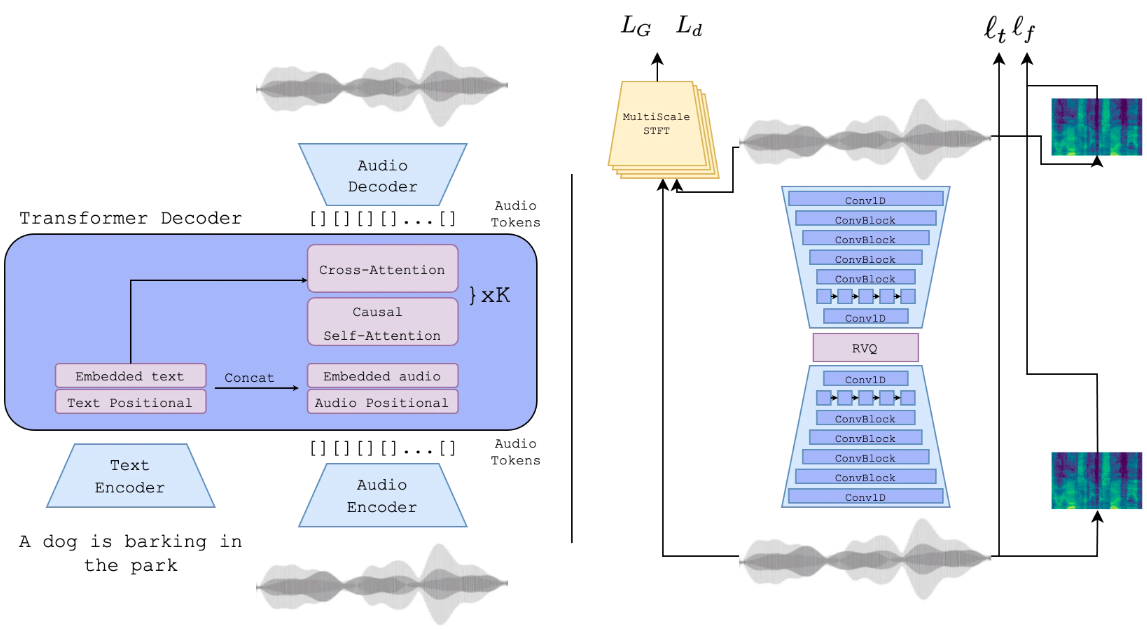 Audio
Decoder
Transformer Decoder
[][][][]...[]
Audio
Tokens
Cross-Attention
Causal
Self-Attention
}xK
Embedded text
Text Positional
Concat
Embedded audio
Audio Positional
[][][][]...[]
Audio
Tokens
Text
Encoder
Audio
Encoder
A dog is barking in
the park
L_G L_d
ℓ_t ℓ_f
MultiScale
STFT
Conv1D
ConvBlock
ConvBlock
ConvBlock
ConvBlock
Conv1D
RVQ
Conv1D
ConvBlock
ConvBlock
ConvBlock
ConvBlock
Conv1D